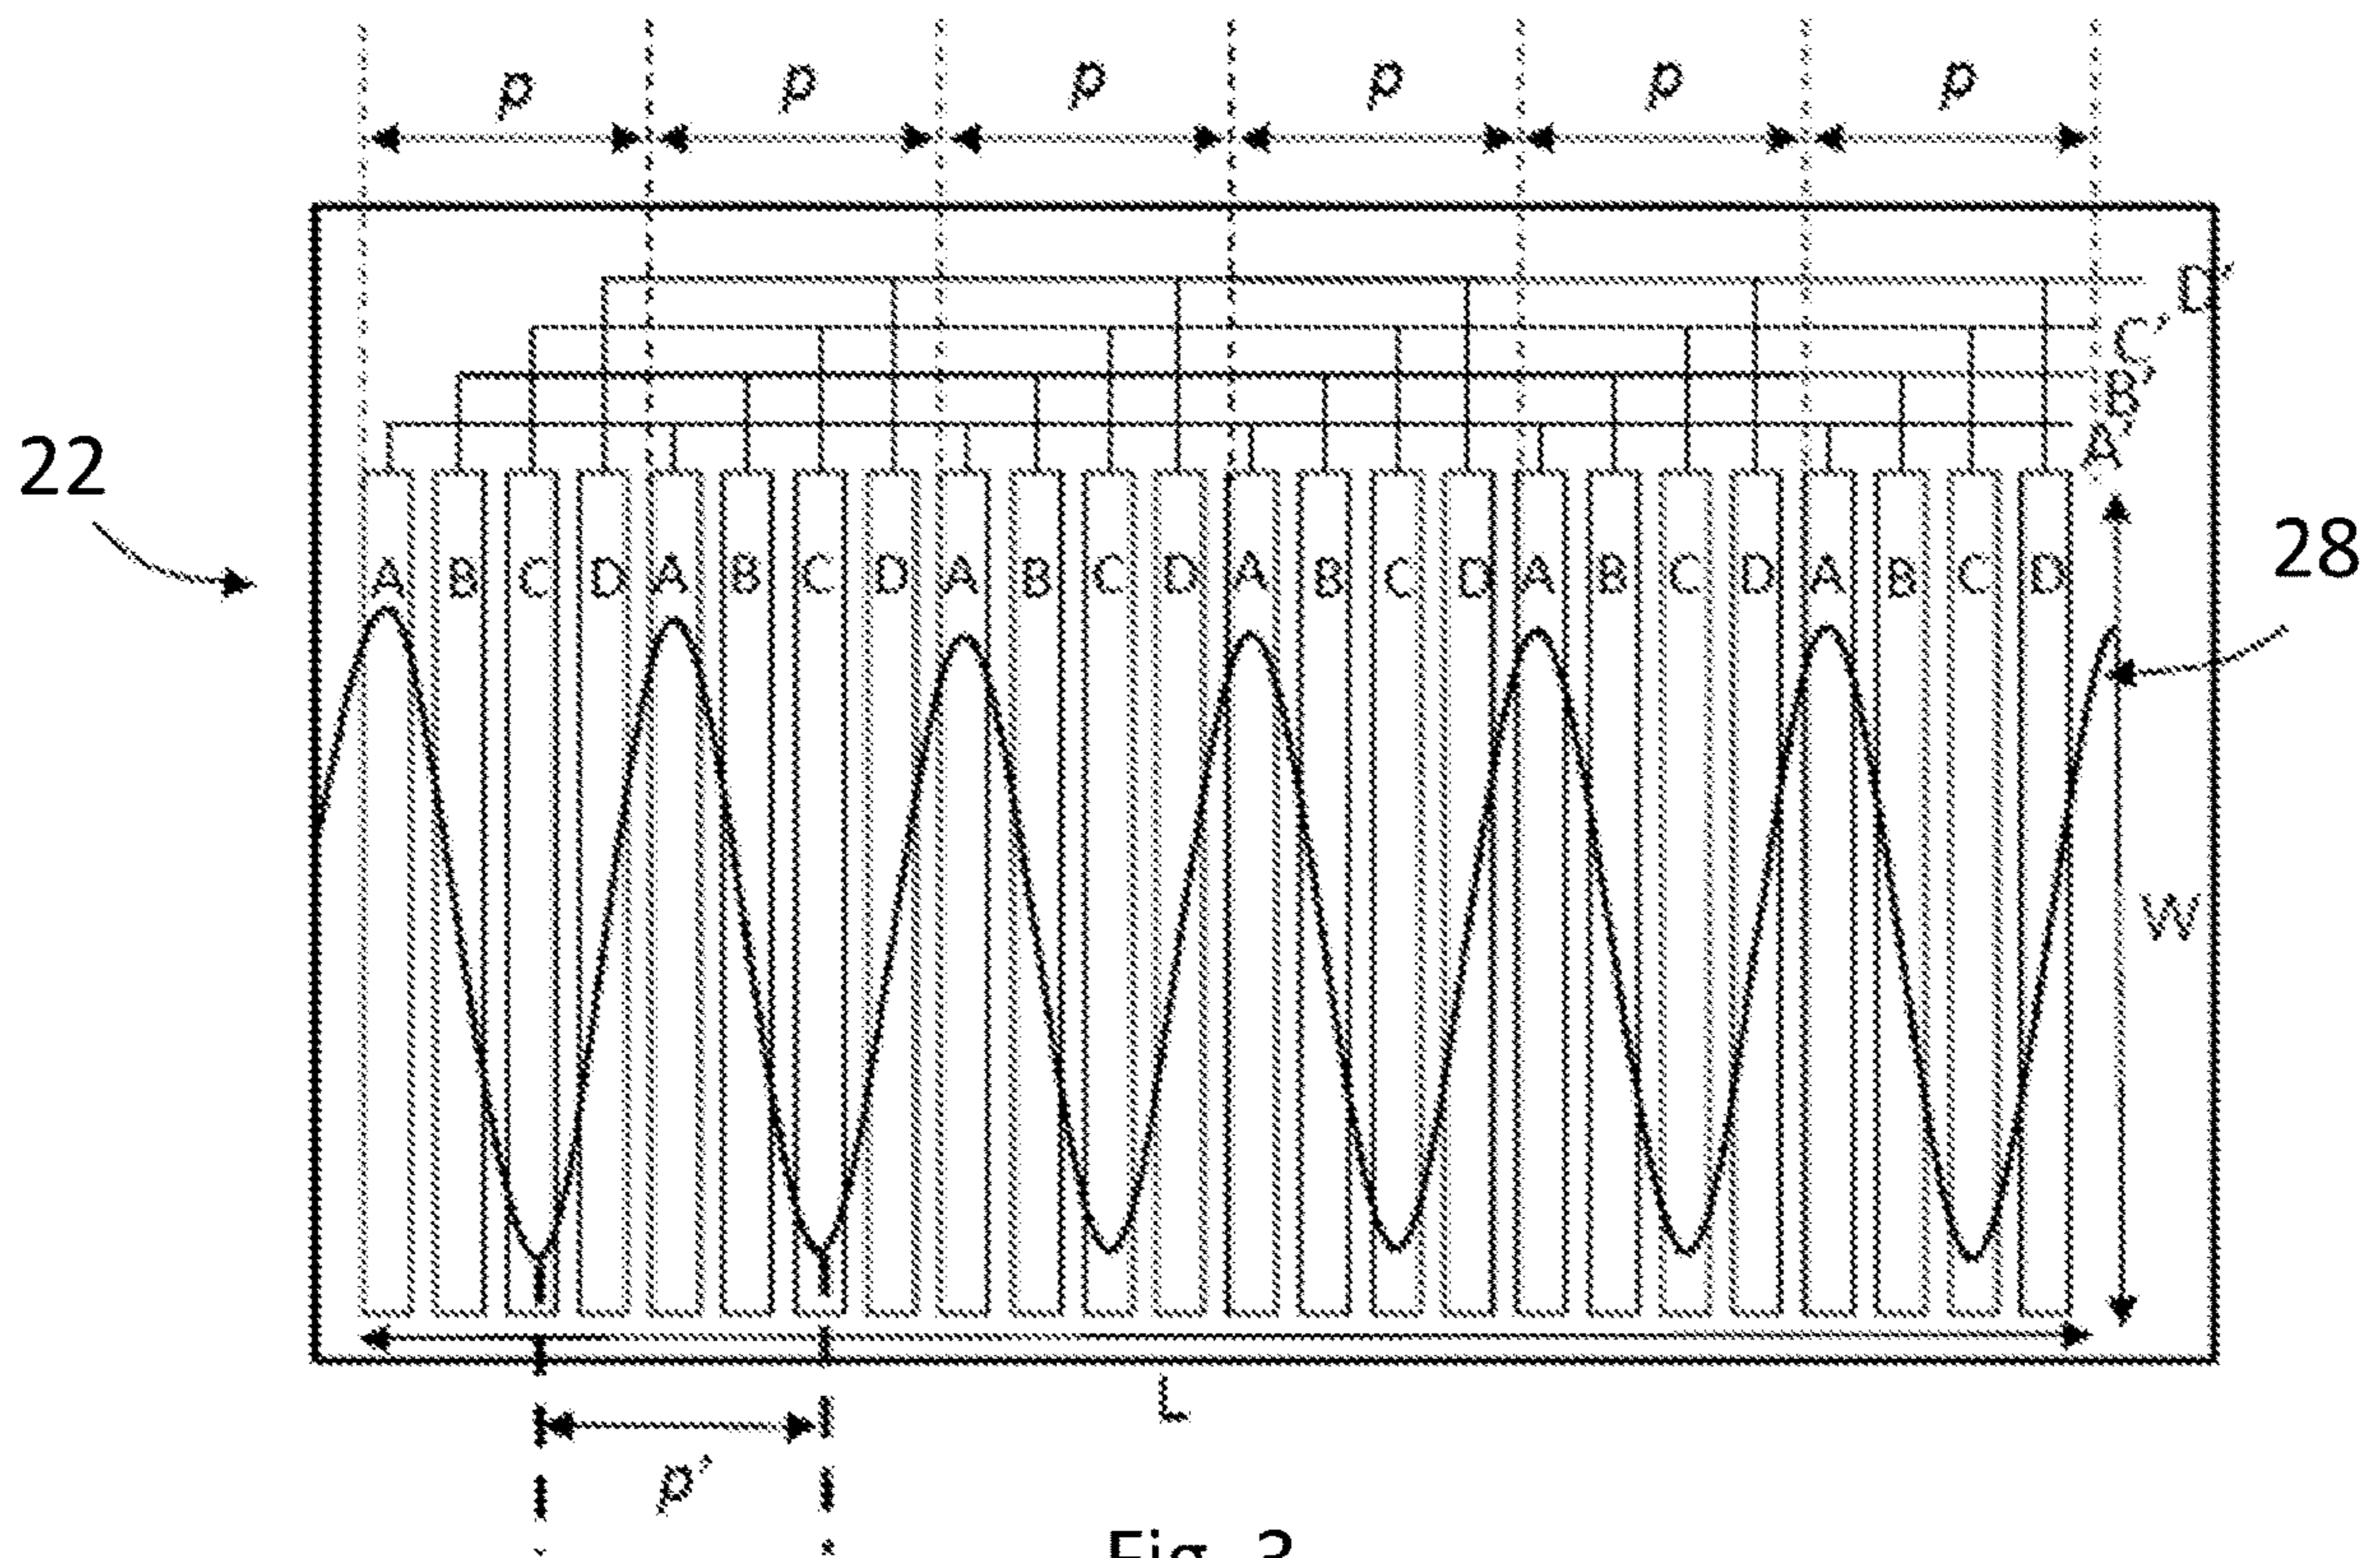 p p p p p p
D'
C'
B'
A'
22
A B C D A B C D A B C D A B C D A B C D A B C D
28
W
L
p'
Fig. 3